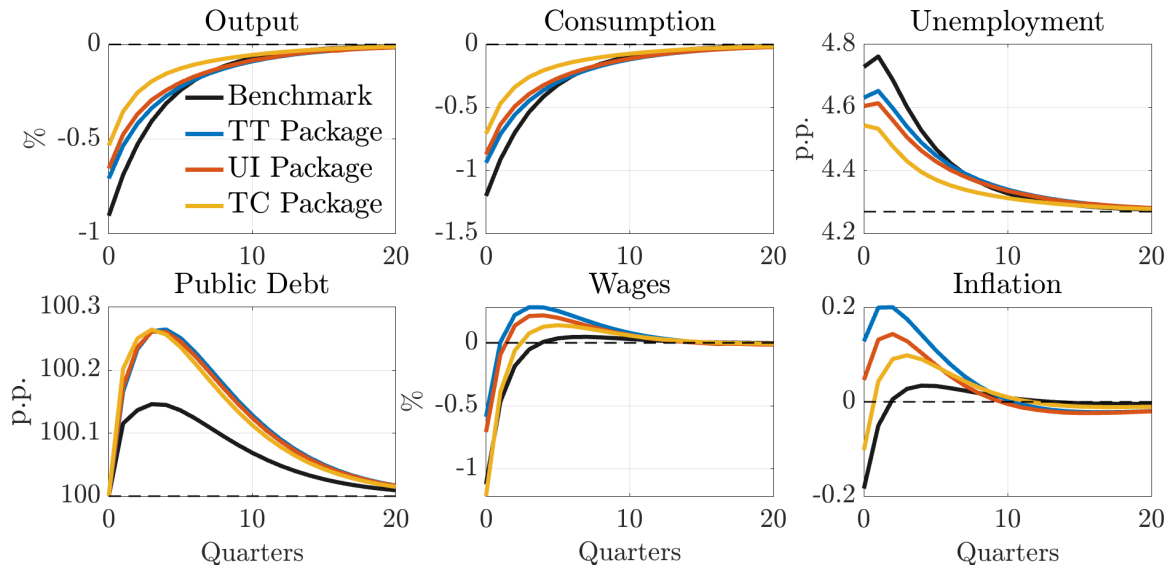 Output
0
-0.5
-1
%
Benchmark
TT Package
UI Package
TC Package
0
10
20
Consumption
0
-0.5
-1
-1.5
0
10
20
Unemployment
4.8
4.6
4.4
4.2
p.p.
0
10
20
Public Debt
100.3
100.2
100.1
100
p.p.
0
10
20
Quarters
Wages
0
-0.5
-1
%
0
10
20
Quarters
Inflation
0.2
0
-0.2
0
10
20
Quarters